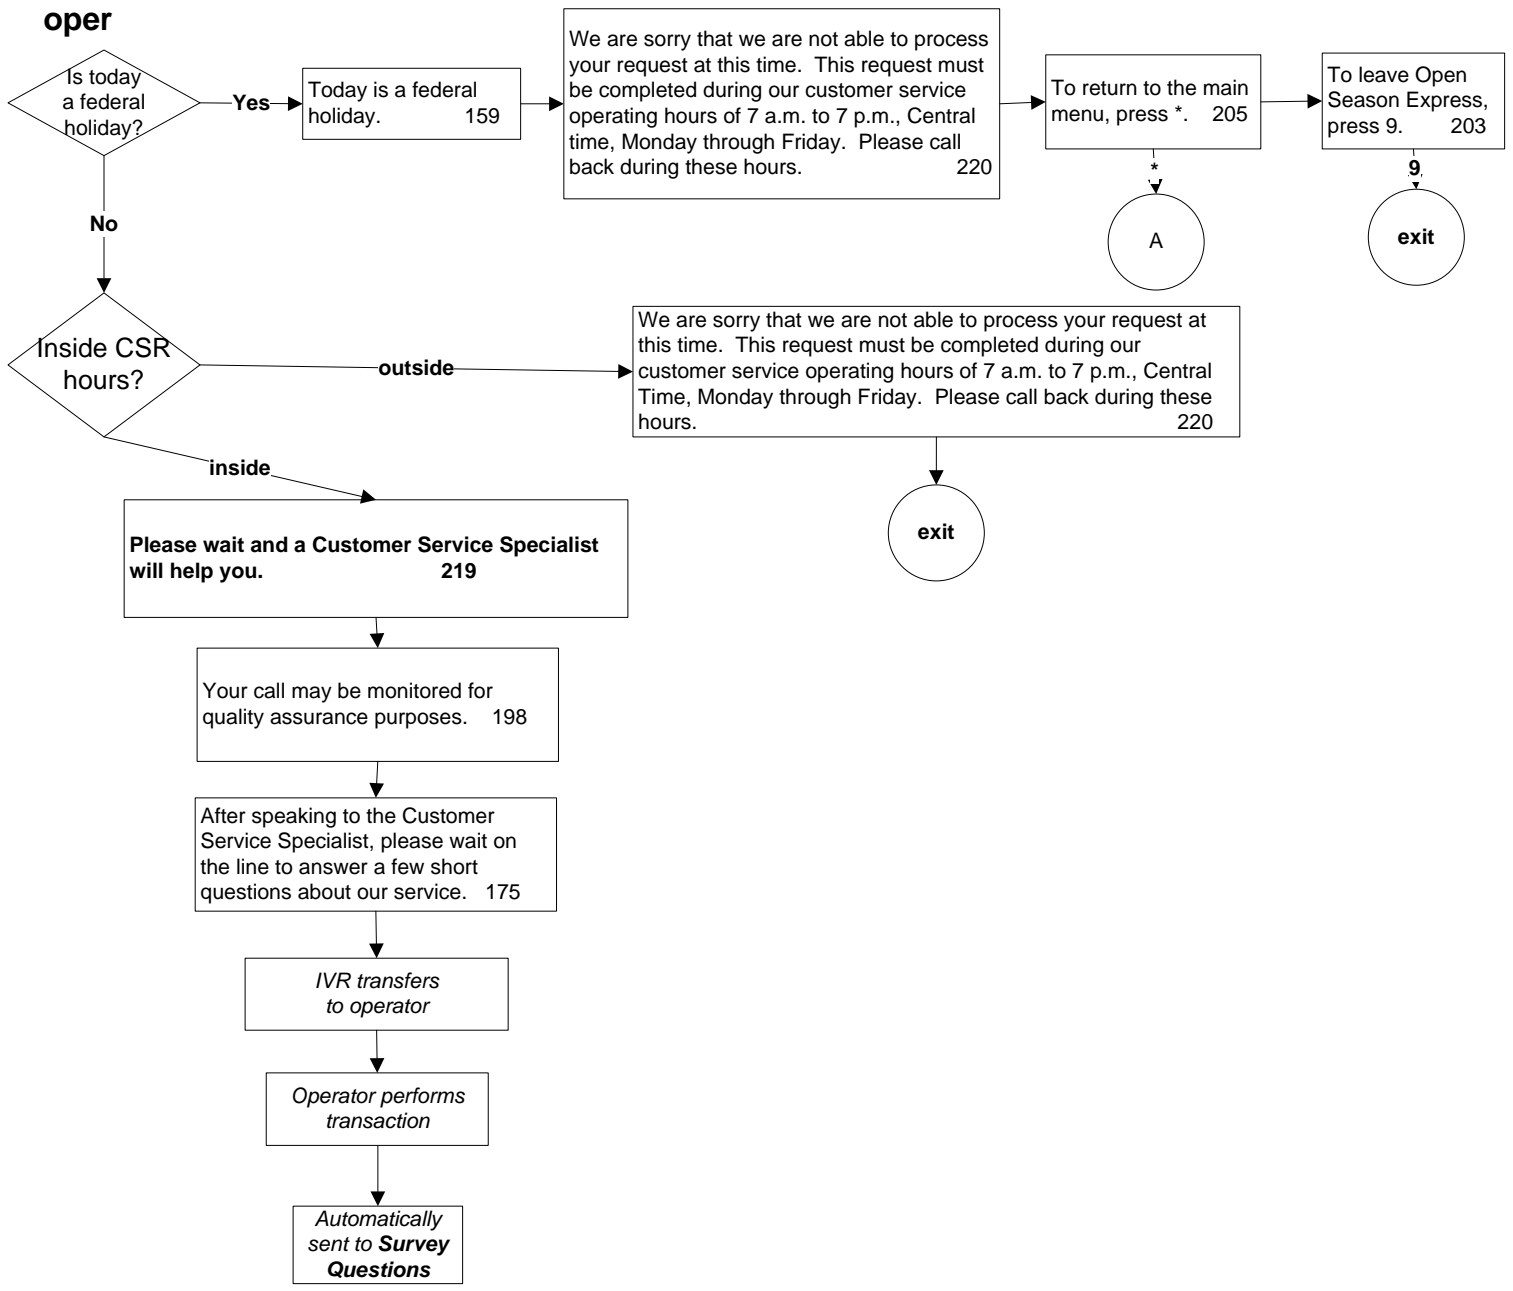 oper
Is today
a federal
holiday?
Yes
Today is a federal
holiday. 159
We are sorry that we are not able to process
your request at this time. This request must
be completed during our customer service
operating hours of 7 a.m. to 7 p.m., Central
time, Monday through Friday. Please call
back during these hours. 220
To return to the main
menu, press *. 205
To leave Open
Season Express,
press 9. 203
*
A
9
exit
No
Inside CSR
hours?
outside
We are sorry that we are not able to process your request at
this time. This request must be completed during our
customer service operating hours of 7 a.m. to 7 p.m., Central
Time, Monday through Friday. Please call back during these
hours. 220
exit
inside
Please wait and a Customer Service Specialist
will help you. 219
Your call may be monitored for
quality assurance purposes. 198
After speaking to the Customer
Service Specialist, please wait on
the line to answer a few short
questions about our service. 175
IVR transfers
to operator
Operator performs
transaction
Automatically
sent to Survey
Questions